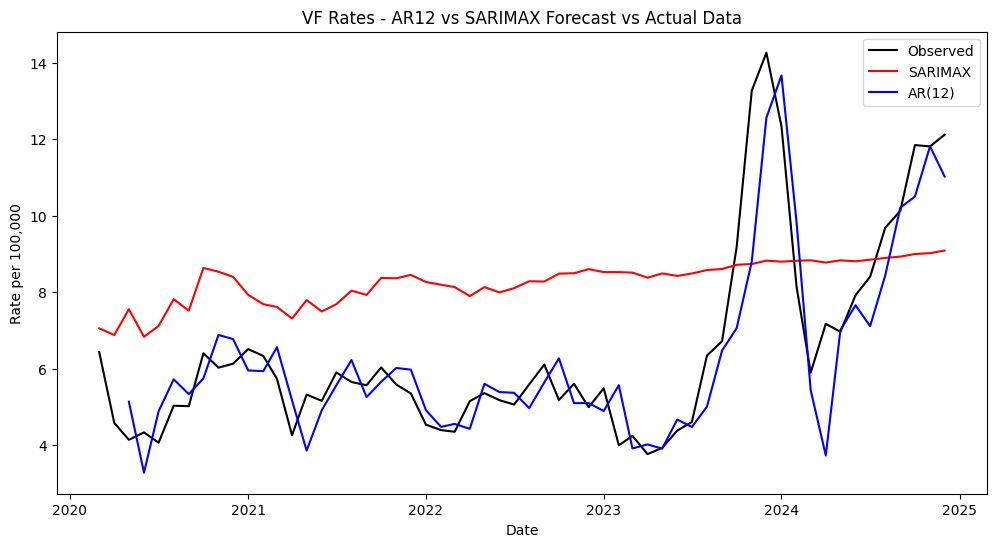 VF Rates - AR12 vs SARIMAX Forecast vs Actual Data
Observed
SARIMAX
AR(12)
Rate per 100,000
14
12
10
8
6
4
2020
2021
2022
2023
2024
2025
Date